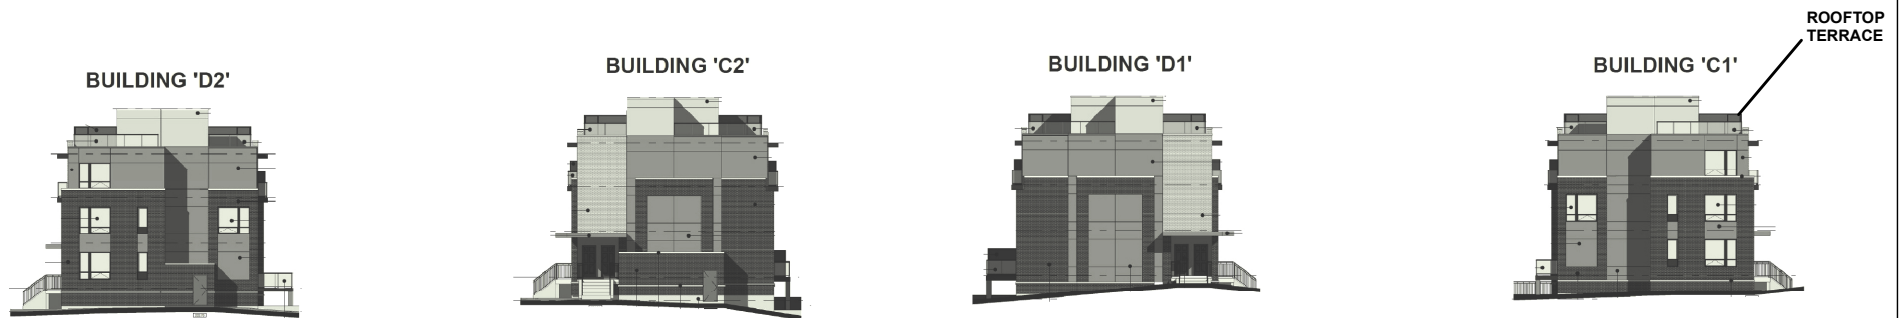 ROOFTOP
TERRACE
BUILDING 'D2'
BUILDING 'C2'
BUILDING 'D1'
BUILDING 'C1'